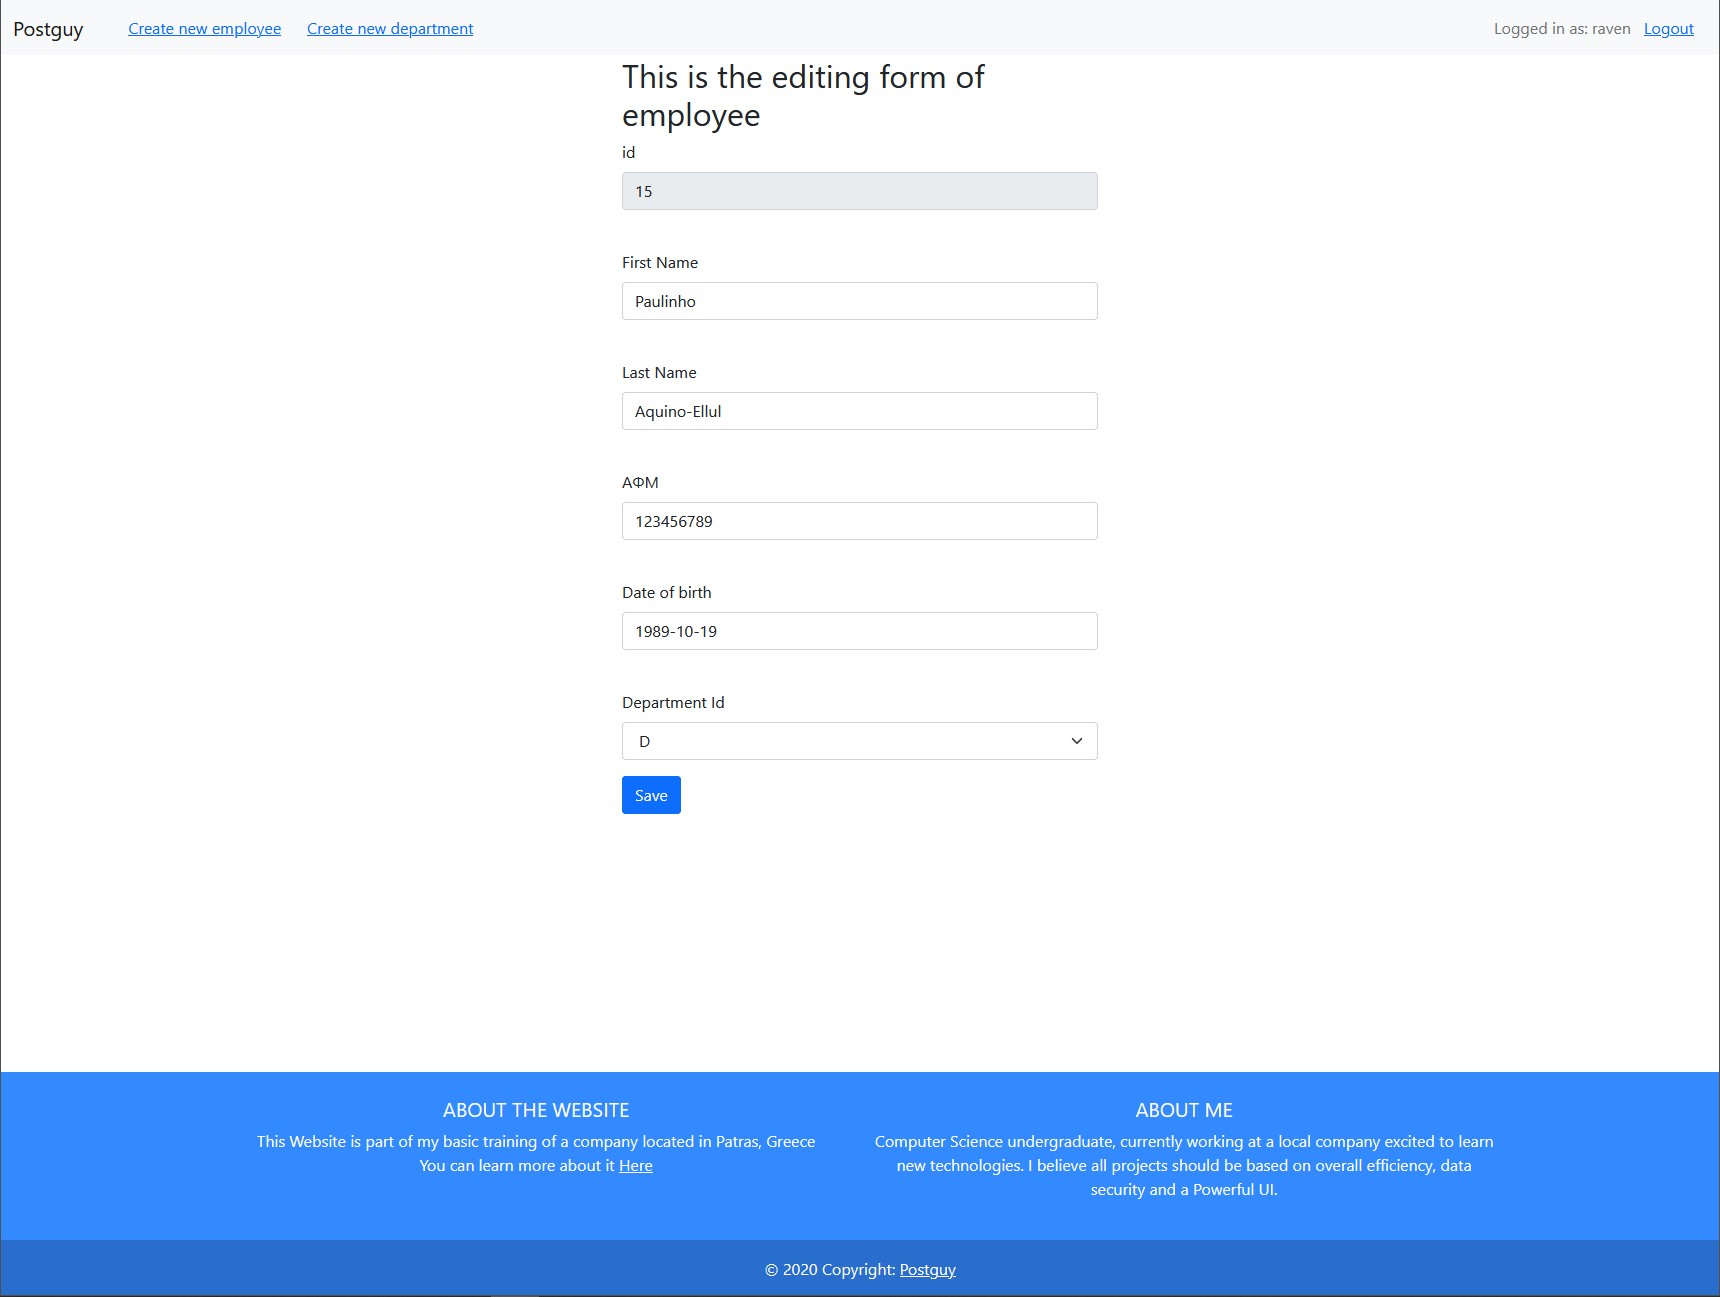 Postguy Create new employee Create new department Logged in as: raven Logout
This is the editing form of
employee
id
15
First Name
Paulinho
Last Name
Aquino-Ellul
ΑΦΜ
123456789
Date of birth
1989-10-19
Department Id
D
Save
ABOUT THE WEBSITE
This Website is part of my basic training of a company located in Patras, Greece
You can learn more about it Here
ABOUT ME
Computer Science undergraduate, currently working at a local company excited to learn
new technologies. I believe all projects should be based on overall efficiency, data
security and a Powerful UI.
© 2020 Copyright: Postguy